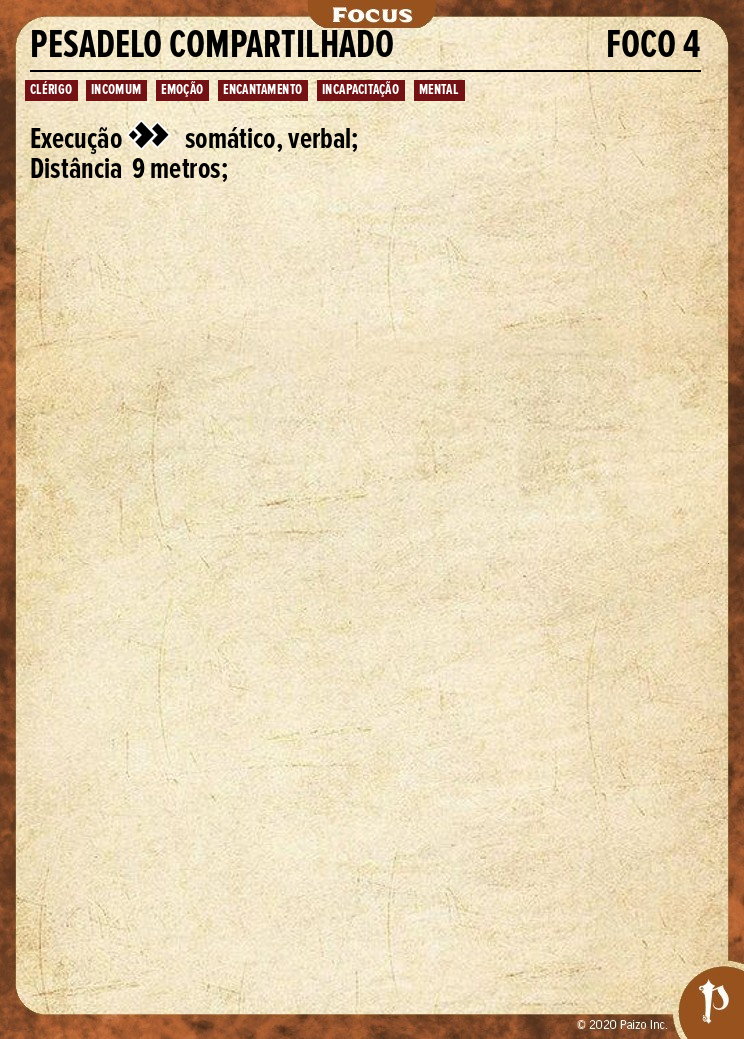 Focus
PESADELO COMPARTILHADO FOCO 4
CLÉRIGO INCOMUM EMOÇÃO ENCANTAMENTO INCAPACITAÇÃO MENTAL
Execução somático, verbal;
Distância 9 metros;
© 2020 Paizo Inc.